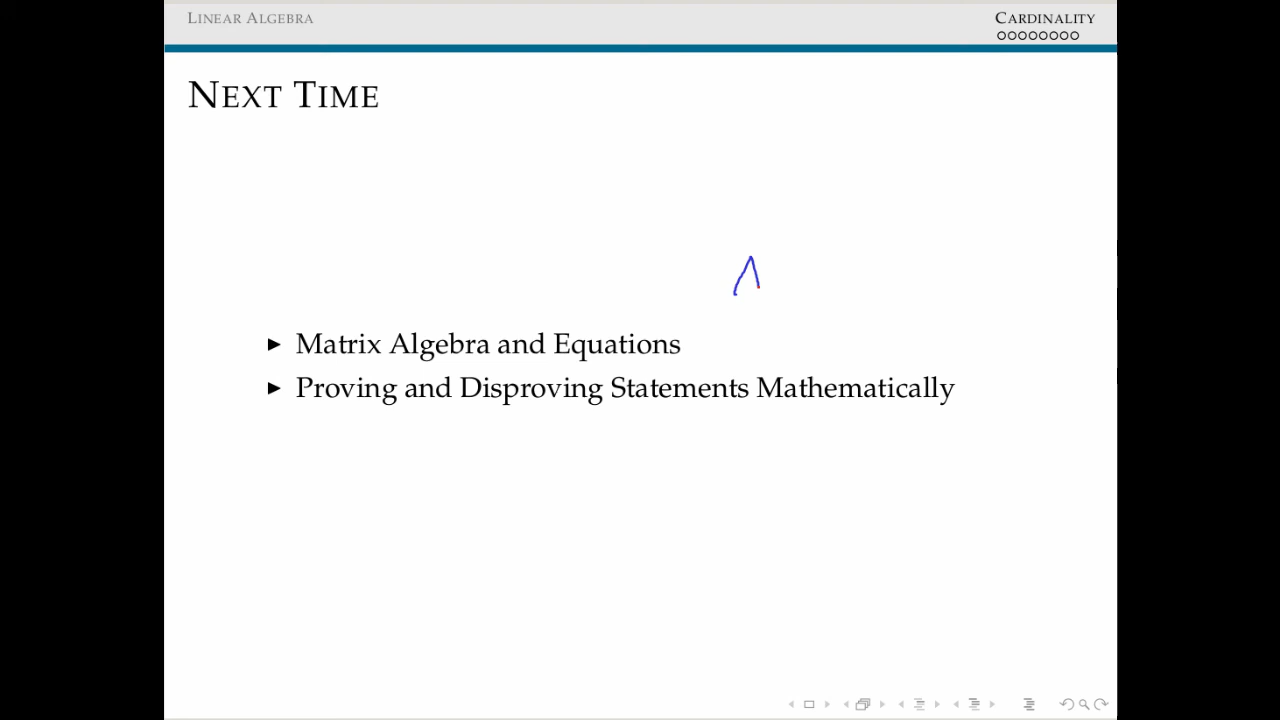 LINEAR ALGEBRA
CARDINALITY
NEXT TIME
Matrix Algebra and Equations
Proving and Disproving Statements Mathematically